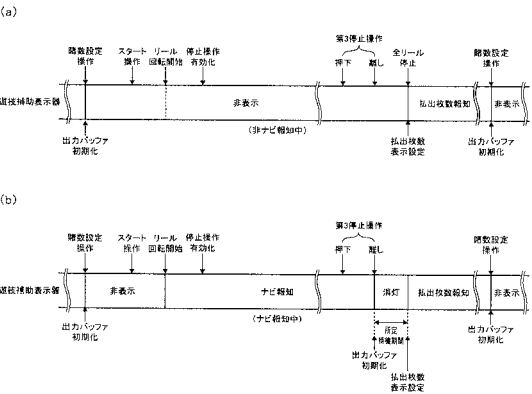 (a)
賭数設定
操作
スタート
操作
リール
回転開始
停止操作
有効化
第3停止操作
押下
離し
全リール
停止
賭数設定
操作
遊技補助表示器
非表示
払出枚数報知
非表示
(非ナビ報知中)
出力バッファ
初期化
払出枚数
表示設定
出力バッファ
初期化
(b)
賭数設定
操作
スタート
操作
リール
回転開始
停止操作
有効化
第3停止操作
押下
離し
賭数設定
操作
遊技補助表示器
非表示
ナビ報知
消灯
払出枚数報知
非表示
(ナビ報知中)
出力バッファ
初期化
所定
待機期間
出力バッファ
初期化
出力バッファ
初期化
払出枚数
表示設定